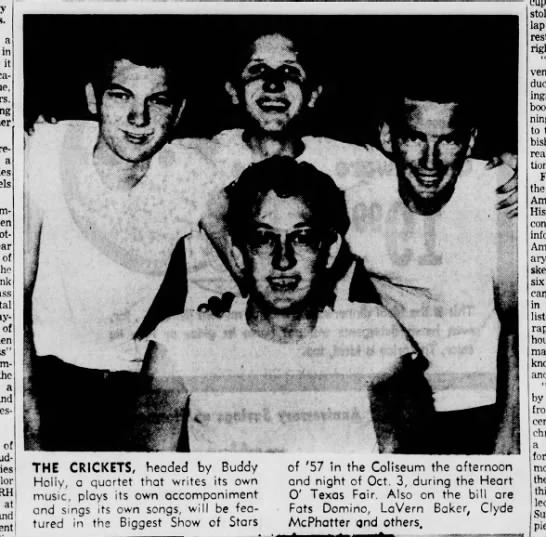 THE CRICKETS, headed by Buddy
Holly, a quartet that writes its own
music, plays its own accompaniment
and sings its own songs, will be fea-
tured in the Biggest Show of Stars
of '57 in the Coliseum the afternoon
and night of Oct. 3, during the Heart
O' Texas Fair. Also on the bill are
Fats Domino, LaVern Baker, Clyde
McPhatter and others.